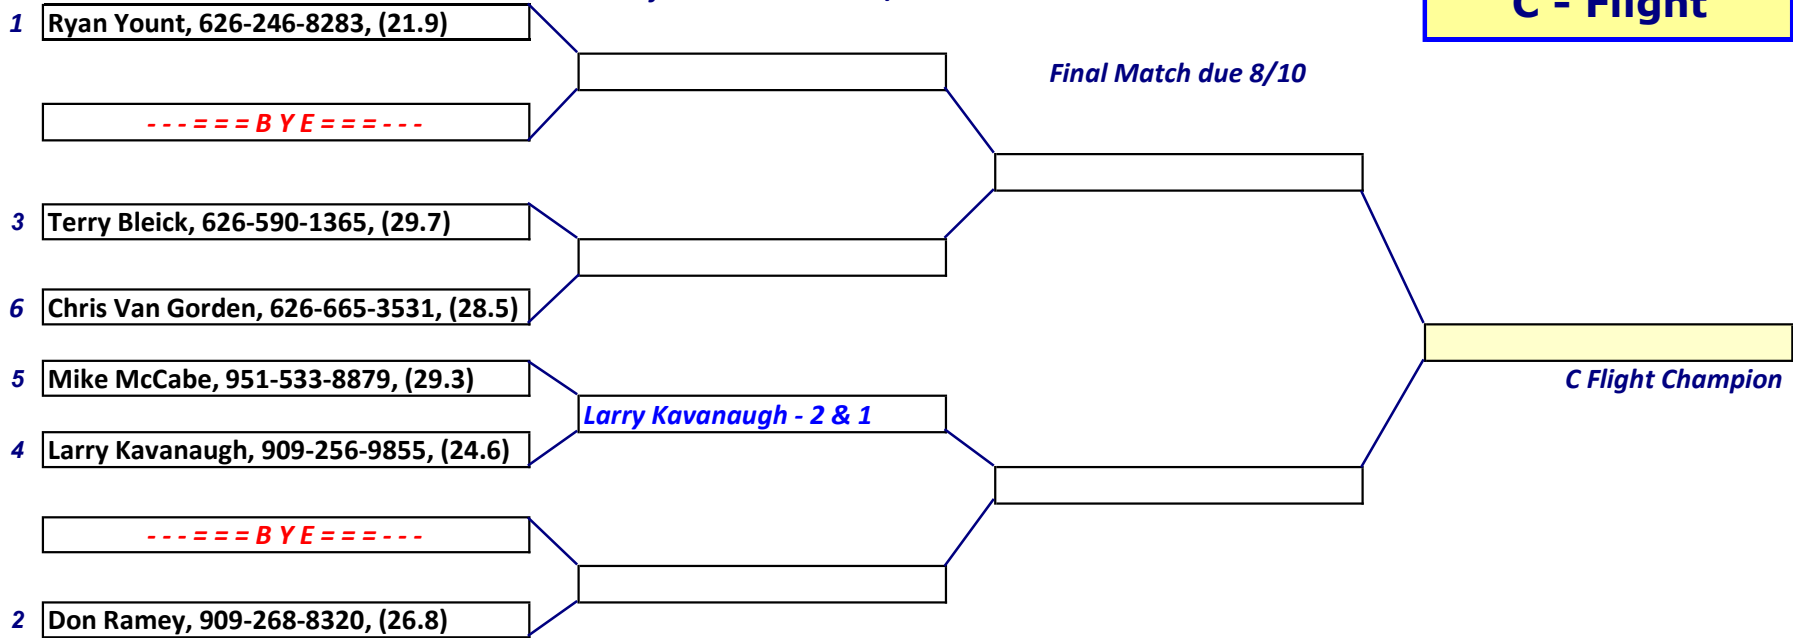 C - Flight
1 Ryan Yount, 626-246-8283, (21.9)
Final Match due 8/10
- - - = = = B Y E = = = - - -
3 Terry Bleick, 626-590-1365, (29.7)
6 Chris Van Gorden, 626-665-3531, (28.5)
5 Mike McCabe, 951-533-8879, (29.3)
C Flight Champion
Larry Kavanaugh - 2 & 1
4 Larry Kavanaugh, 909-256-9855, (24.6)
- - - = = = B Y E = = = - - -
2 Don Ramey, 909-268-8320, (26.8)